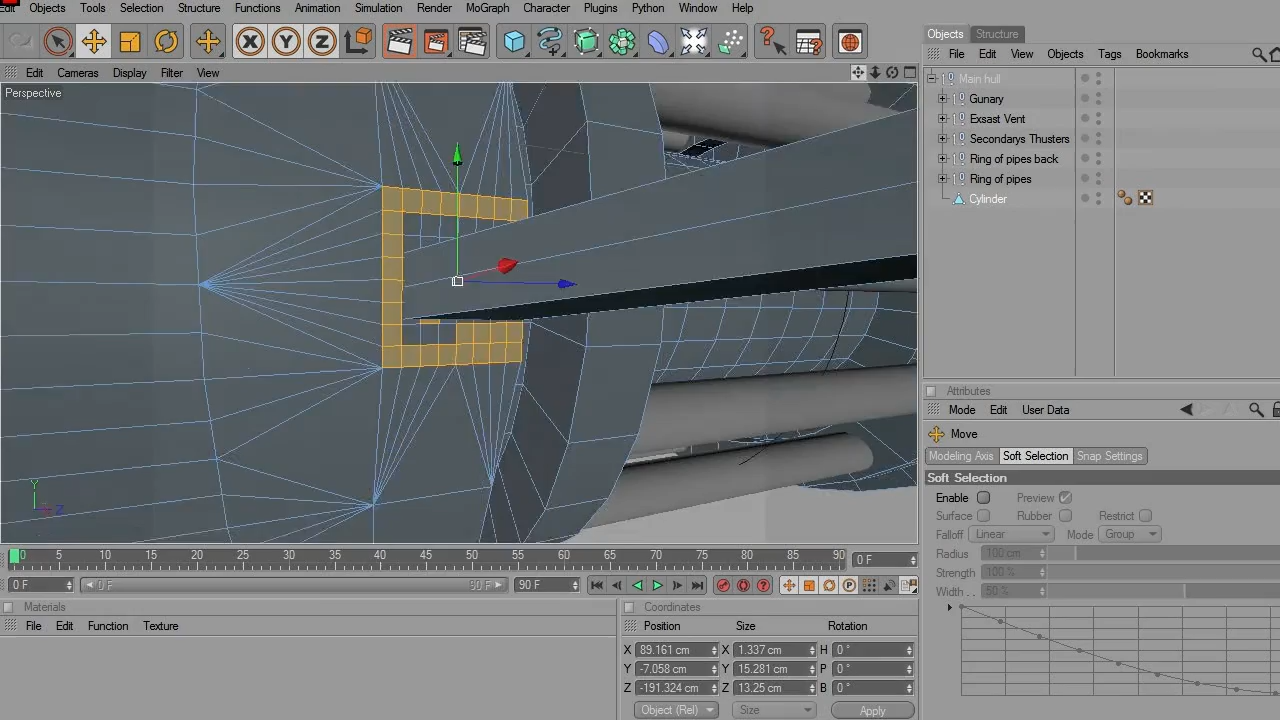 Objects Tools Selection Structure Functions Animation Simulation Render MoGraph Character Plugins Python Window Help
Edit Cameras Display Filter View
Perspective
Y
Z
0 5 10 15 20 25 30 35 40 45 50 55 60 65 70 75 80 85 90 0 F
0 F 0 F 90 F 90 F
Materials
File Edit Function Texture
Coordinates
Position Size Rotation
X 89.161 cm X 1.337 cm H 0 °
Y -7.058 cm Y 15.281 cm P 0 °
Z -191.324 cm Z 13.25 cm B 0 °
Object (Rel) Size Apply
Objects Structure
File Edit View Objects Tags Bookmarks
Main hull
Gunary
Exsast Vent
Secondarys Thusters
Ring of pipes back
Ring of pipes
Cylinder
Attributes
Mode Edit User Data
Move
Modeling Axis Soft Selection Snap Settings
Soft Selection
Enable Preview
Surface Rubber Restrict
Falloff Linear Mode Group
Radius 100 cm
Strength 100 %
Width . . 50 %